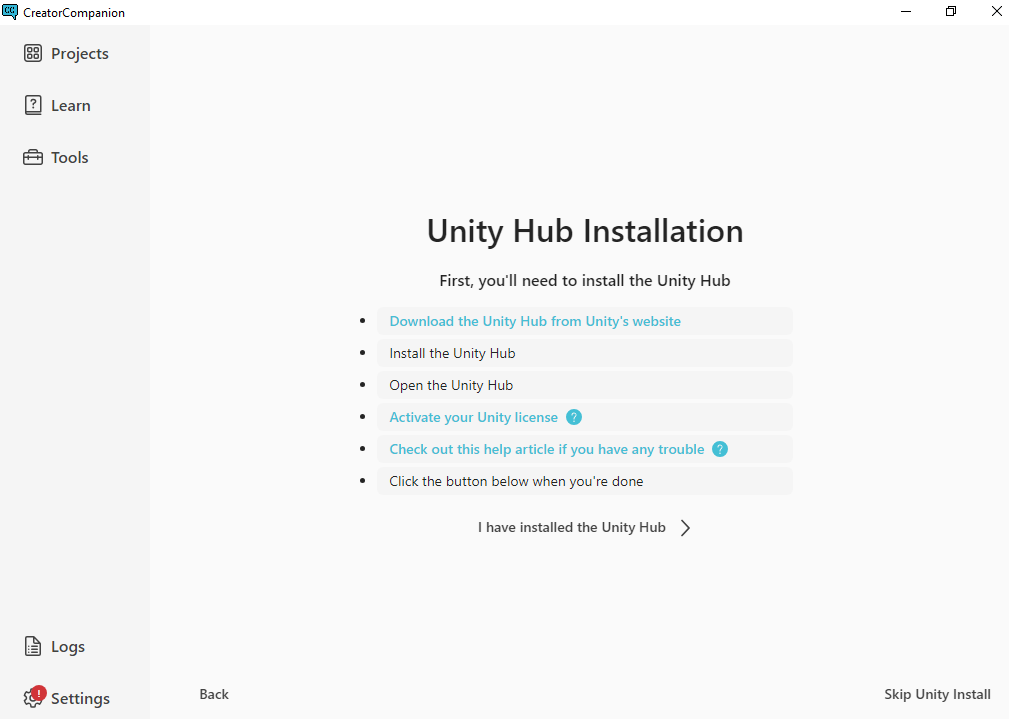 CreatorCompanion
Projects
Learn
Tools
Unity Hub Installation
First, you'll need to install the Unity Hub
Download the Unity Hub from Unity's website
Install the Unity Hub
Open the Unity Hub
Activate your Unity license ?
Check out this help article if you have any trouble ?
Click the button below when you're done
I have installed the Unity Hub
Logs
Settings
Back
Skip Unity Install